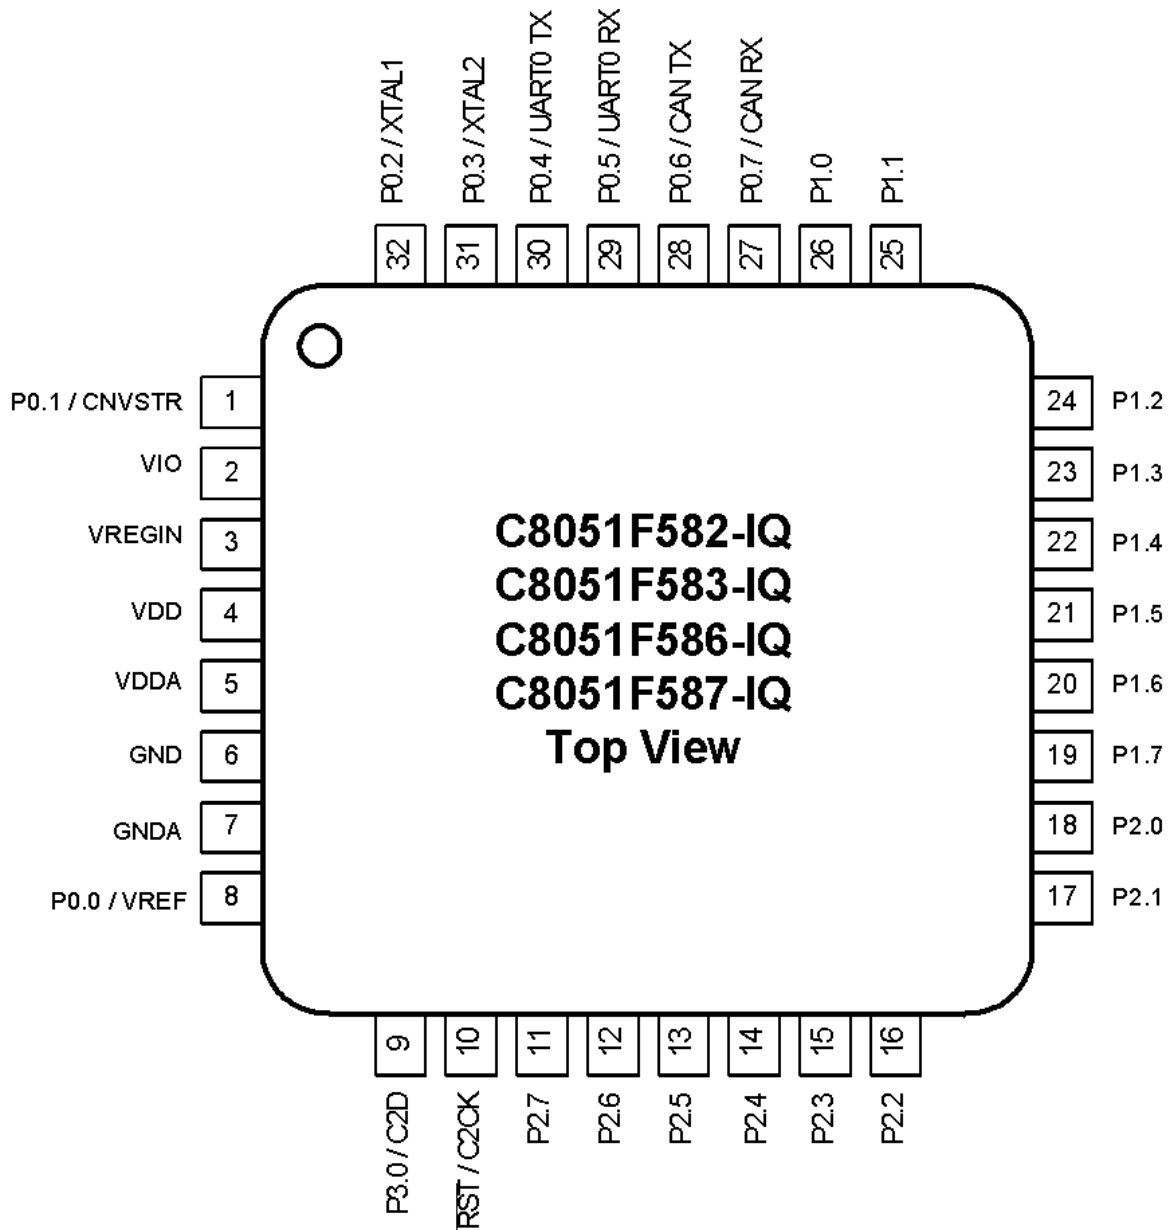 P0.2 / XTAL1
P0.3 / XTAL2
P0.4 / UART0 TX
P0.5 / UART0 RX
P0.6 / CAN TX
P0.7 / CAN RX
P1.0
P1.1
32
31
30
29
28
27
26
25
P0.1 / CNVSTR 1
VIO 2
VREGIN 3
VDD 4
VDDA 5
GND 6
GNDA 7
P0.0 / VREF 8
C8051F582-IQ
C8051F583-IQ
C8051F586-IQ
C8051F587-IQ
Top View
24 P1.2
23 P1.3
22 P1.4
21 P1.5
20 P1.6
19 P1.7
18 P2.0
17 P2.1
9
10
11
12
13
14
15
16
P3.0 / C2D
RST / C2CK
P2.7
P2.6
P2.5
P2.4
P2.3
P2.2